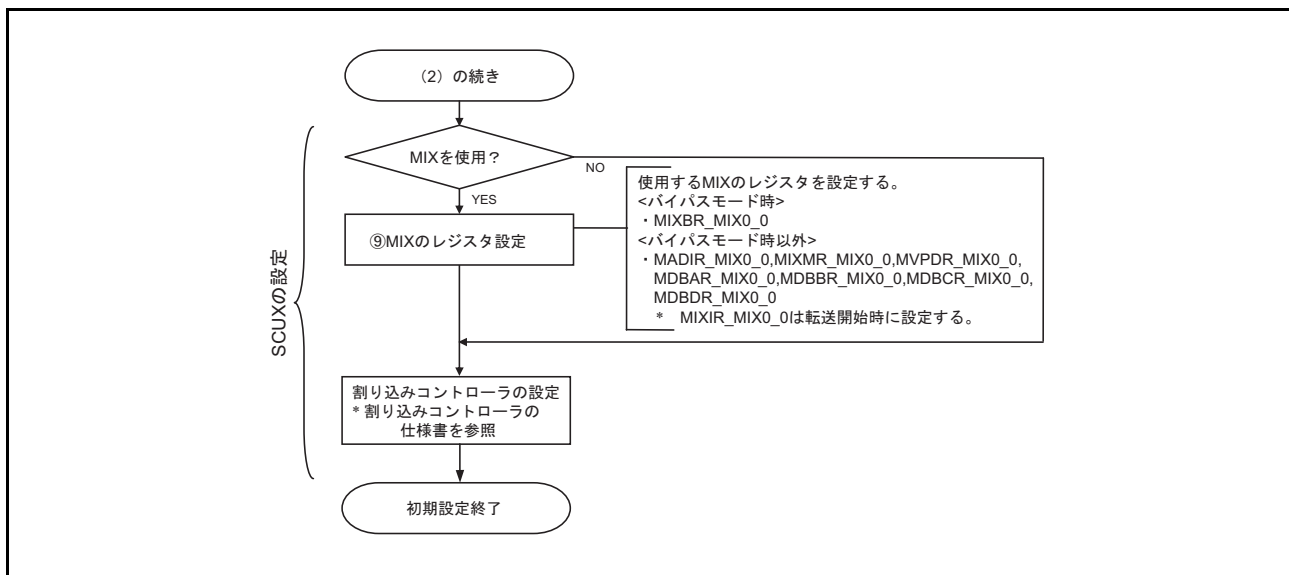 (2)の続き
MIXを使用？
NO
YES
⑨MIXのレジスタ設定
使用するMIXのレジスタを設定する。
<バイパスモード時>
・MIXBR_MIX0_0
<バイパスモード時以外>
・MADIR_MIX0_0,MIXMR_MIX0_0,MVPDR_MIX0_0,
MDBAR_MIX0_0,MDBBR_MIX0_0,MDBCR_MIX0_0,
MDBDR_MIX0_0
* MIXIR_MIX0_0は転送開始時に設定する。
SCUXの設定
割り込みコントローラの設定
* 割り込みコントローラの
仕様書を参照
初期設定終了